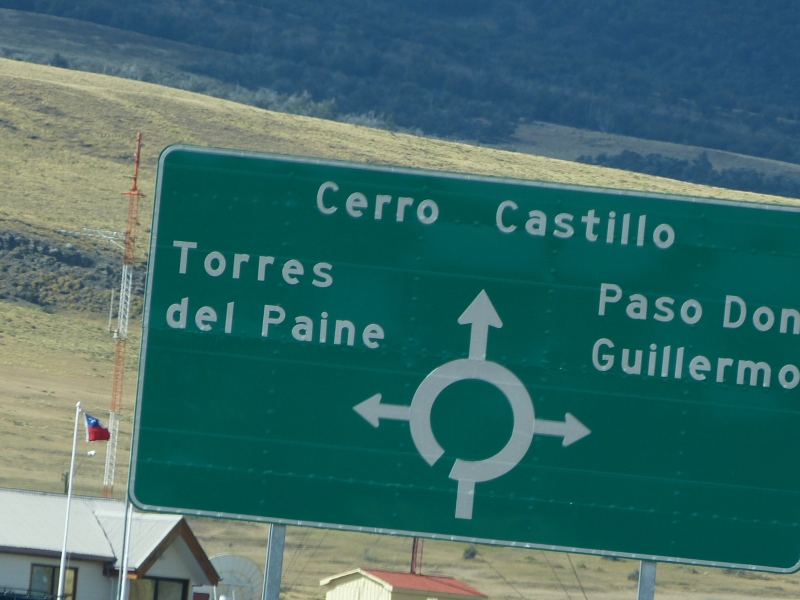 Cerro Castillo
Torres
del Paine
Paso Don
Guillermo